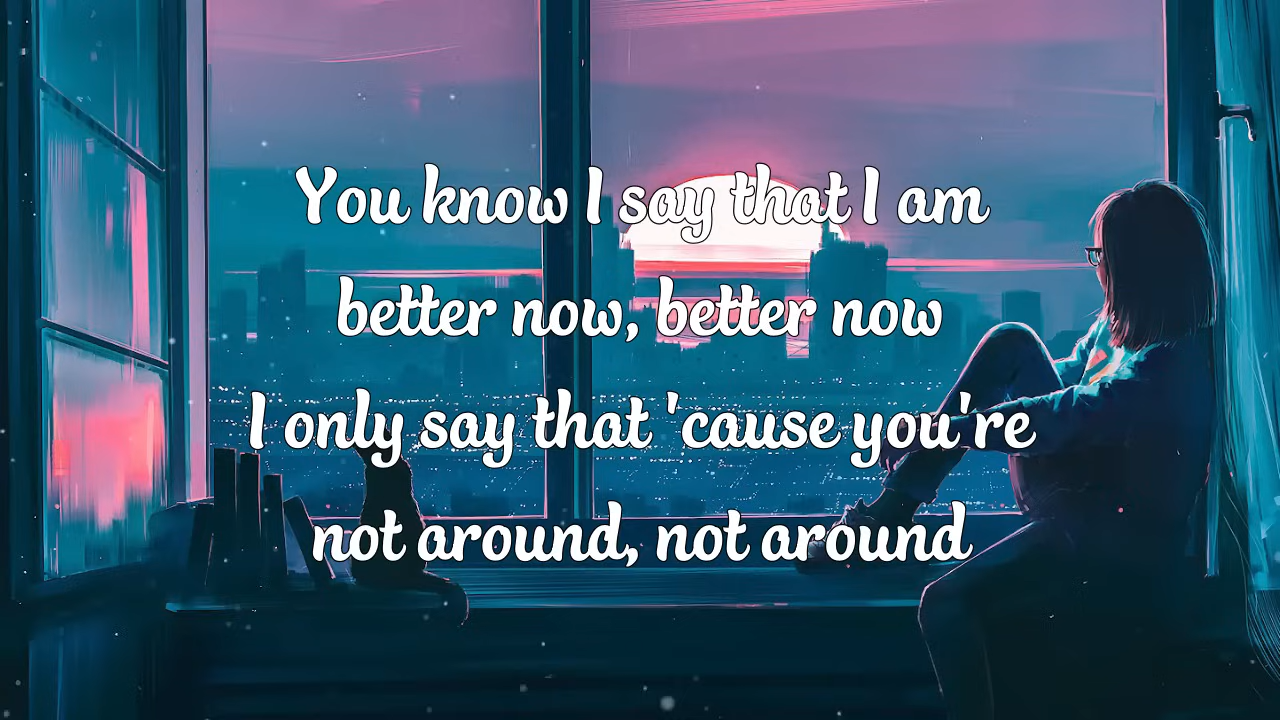 You know I say that I am
better now, better now
I only say that 'cause you're
not around, not around